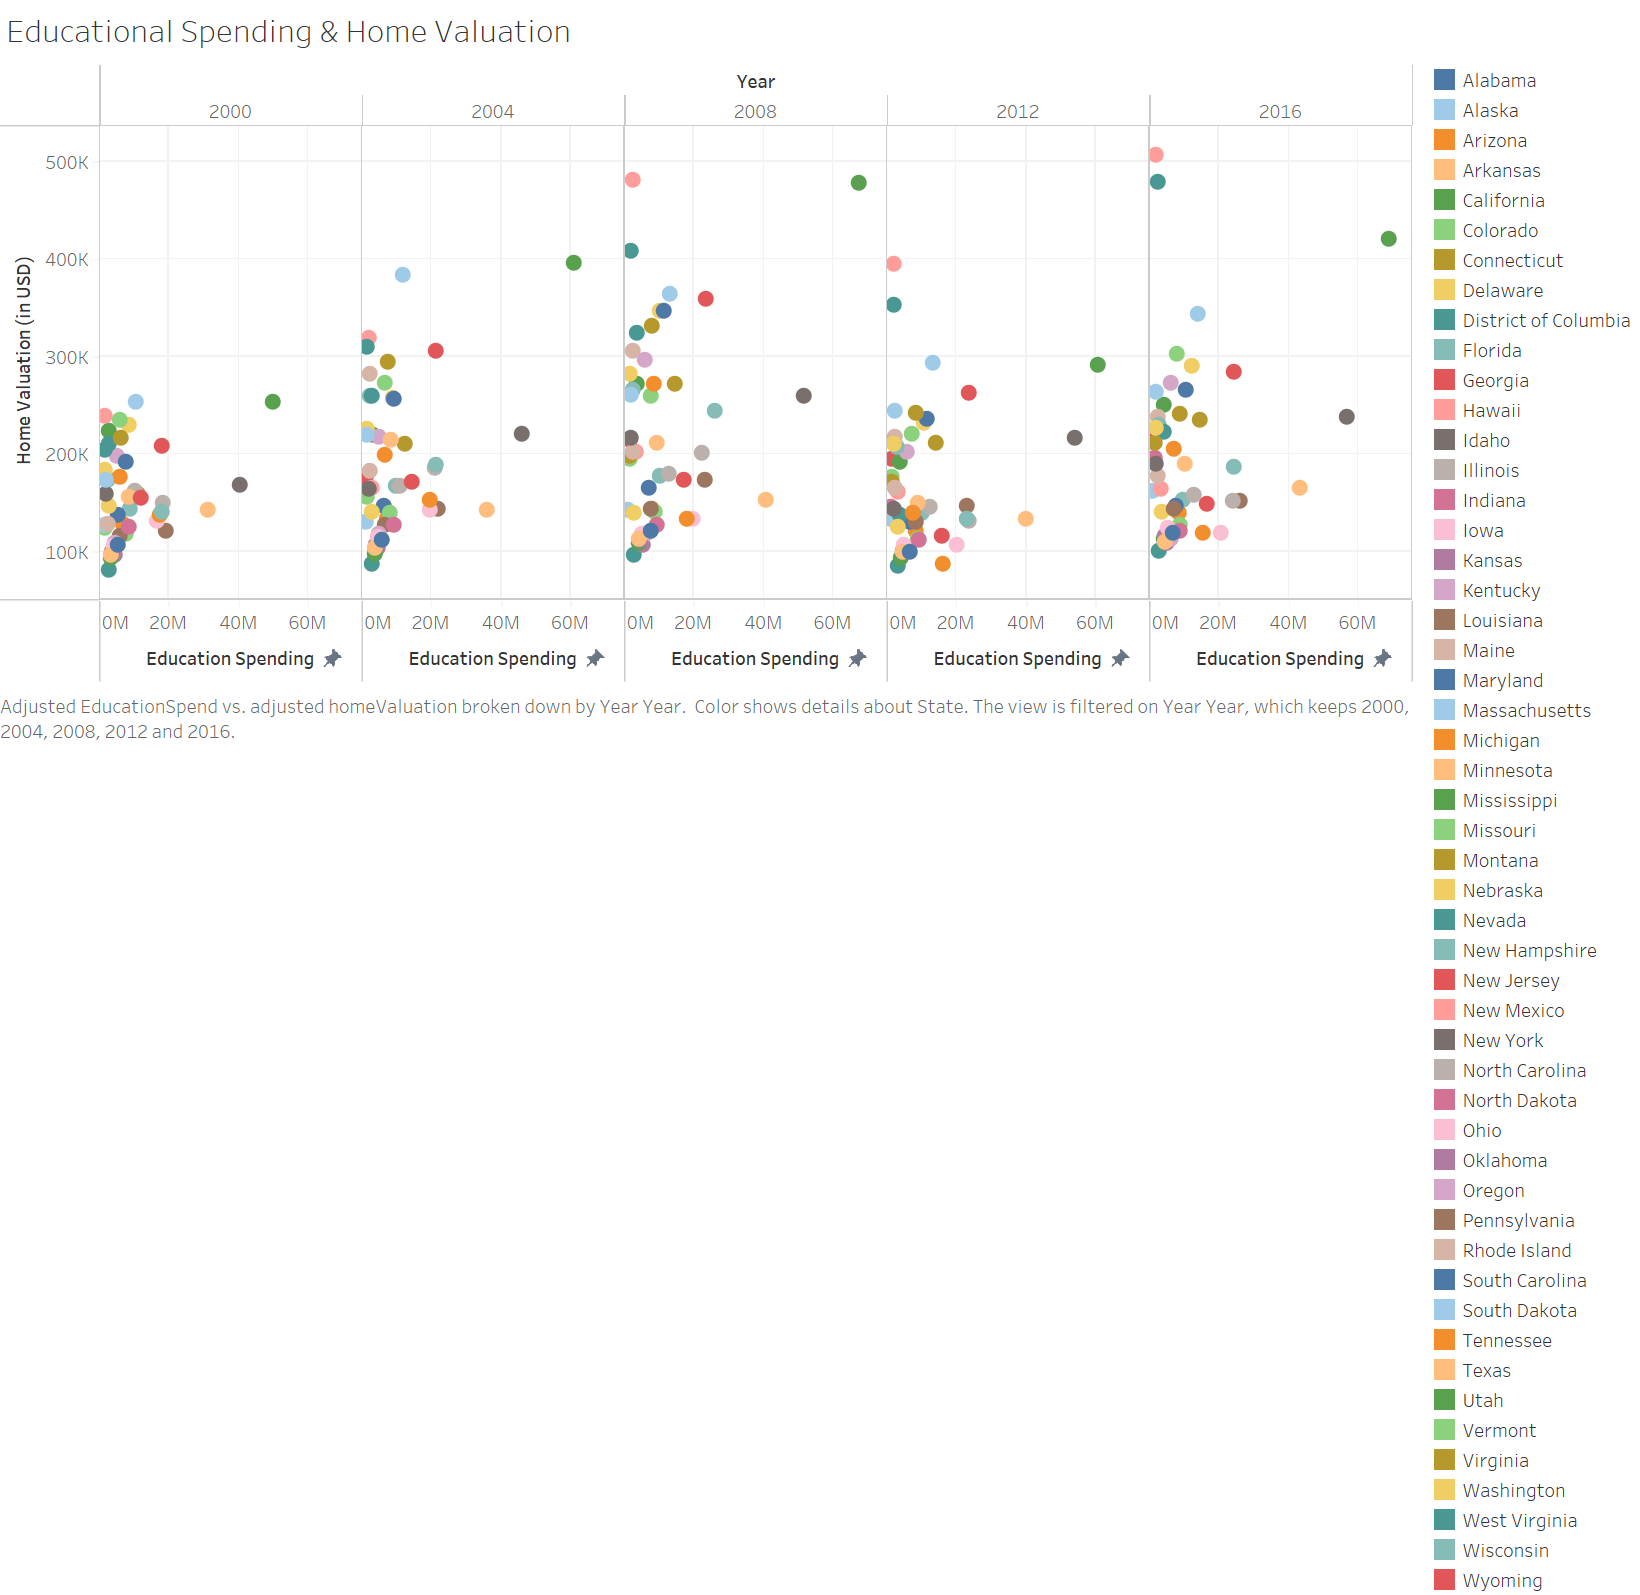 Educational Spending & Home Valuation
Year
2000 2004 2008 2012 2016
Home Valuation (in USD)
500K
400K
300K
200K
100K
0M 20M 40M 60M 0M 20M 40M 60M 0M 20M 40M 60M 0M 20M 40M 60M 0M 20M 40M 60M
Education Spending Education Spending Education Spending Education Spending Education Spending
Adjusted EducationSpend vs. adjusted homeValuation broken down by Year Year. Color shows details about State. The view is filtered on Year Year, which keeps 2000,
2004, 2008, 2012 and 2016.
Alabama
Alaska
Arizona
Arkansas
California
Colorado
Connecticut
Delaware
District of Columbia
Florida
Georgia
Hawaii
Idaho
Illinois
Indiana
Iowa
Kansas
Kentucky
Louisiana
Maine
Maryland
Massachusetts
Michigan
Minnesota
Mississippi
Missouri
Montana
Nebraska
Nevada
New Hampshire
New Jersey
New Mexico
New York
North Carolina
North Dakota
Ohio
Oklahoma
Oregon
Pennsylvania
Rhode Island
South Carolina
South Dakota
Tennessee
Texas
Utah
Vermont
Virginia
Washington
West Virginia
Wisconsin
Wyoming